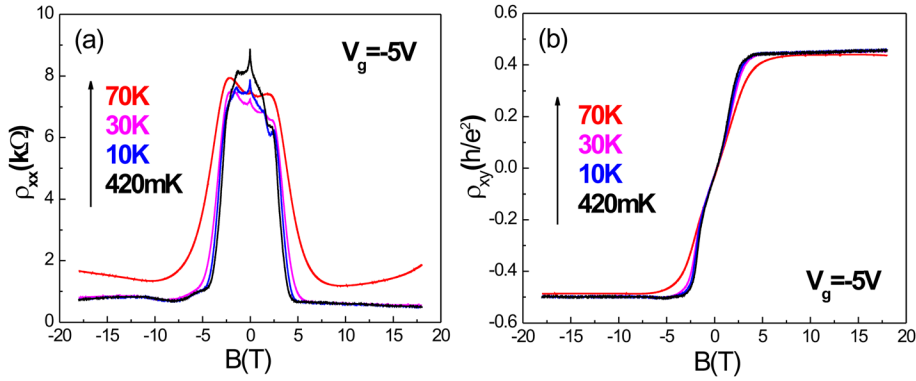 (a)
V_g=-5V
70K
30K
10K
420mK
ρ_xx(kΩ)
10
8
6
4
2
0
-20 -15 -10 -5 0 5 10 15 20
B(T)
(b)
70K
30K
10K
420mK
V_g=-5V
ρ_xy(h/e²)
0.6
0.4
0.2
0.0
-0.2
-0.4
-0.6
-20 -15 -10 -5 0 5 10 15 20
B(T)